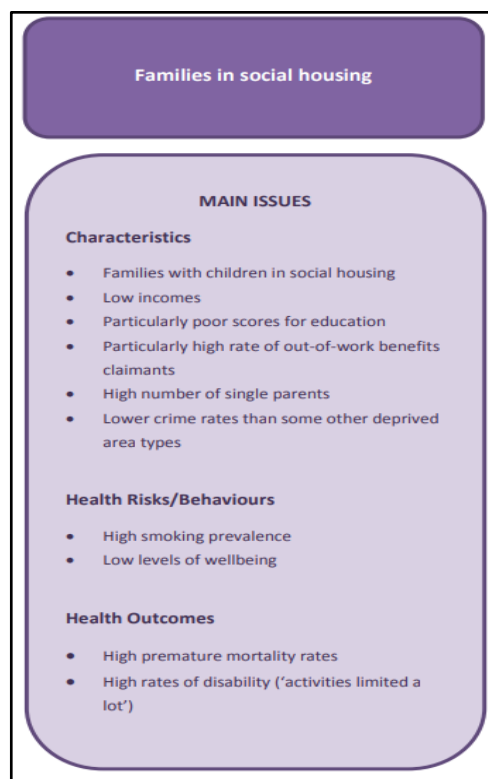 Families in social housing
MAIN ISSUES
Characteristics
• Families with children in social housing
• Low incomes
• Particularly poor scores for education
• Particularly high rate of out-of-work benefits
claimants
• High number of single parents
• Lower crime rates than some other deprived
area types
Health Risks/Behaviours
• High smoking prevalence
• Low levels of wellbeing
Health Outcomes
• High premature mortality rates
• High rates of disability (‘activities limited a
lot’)